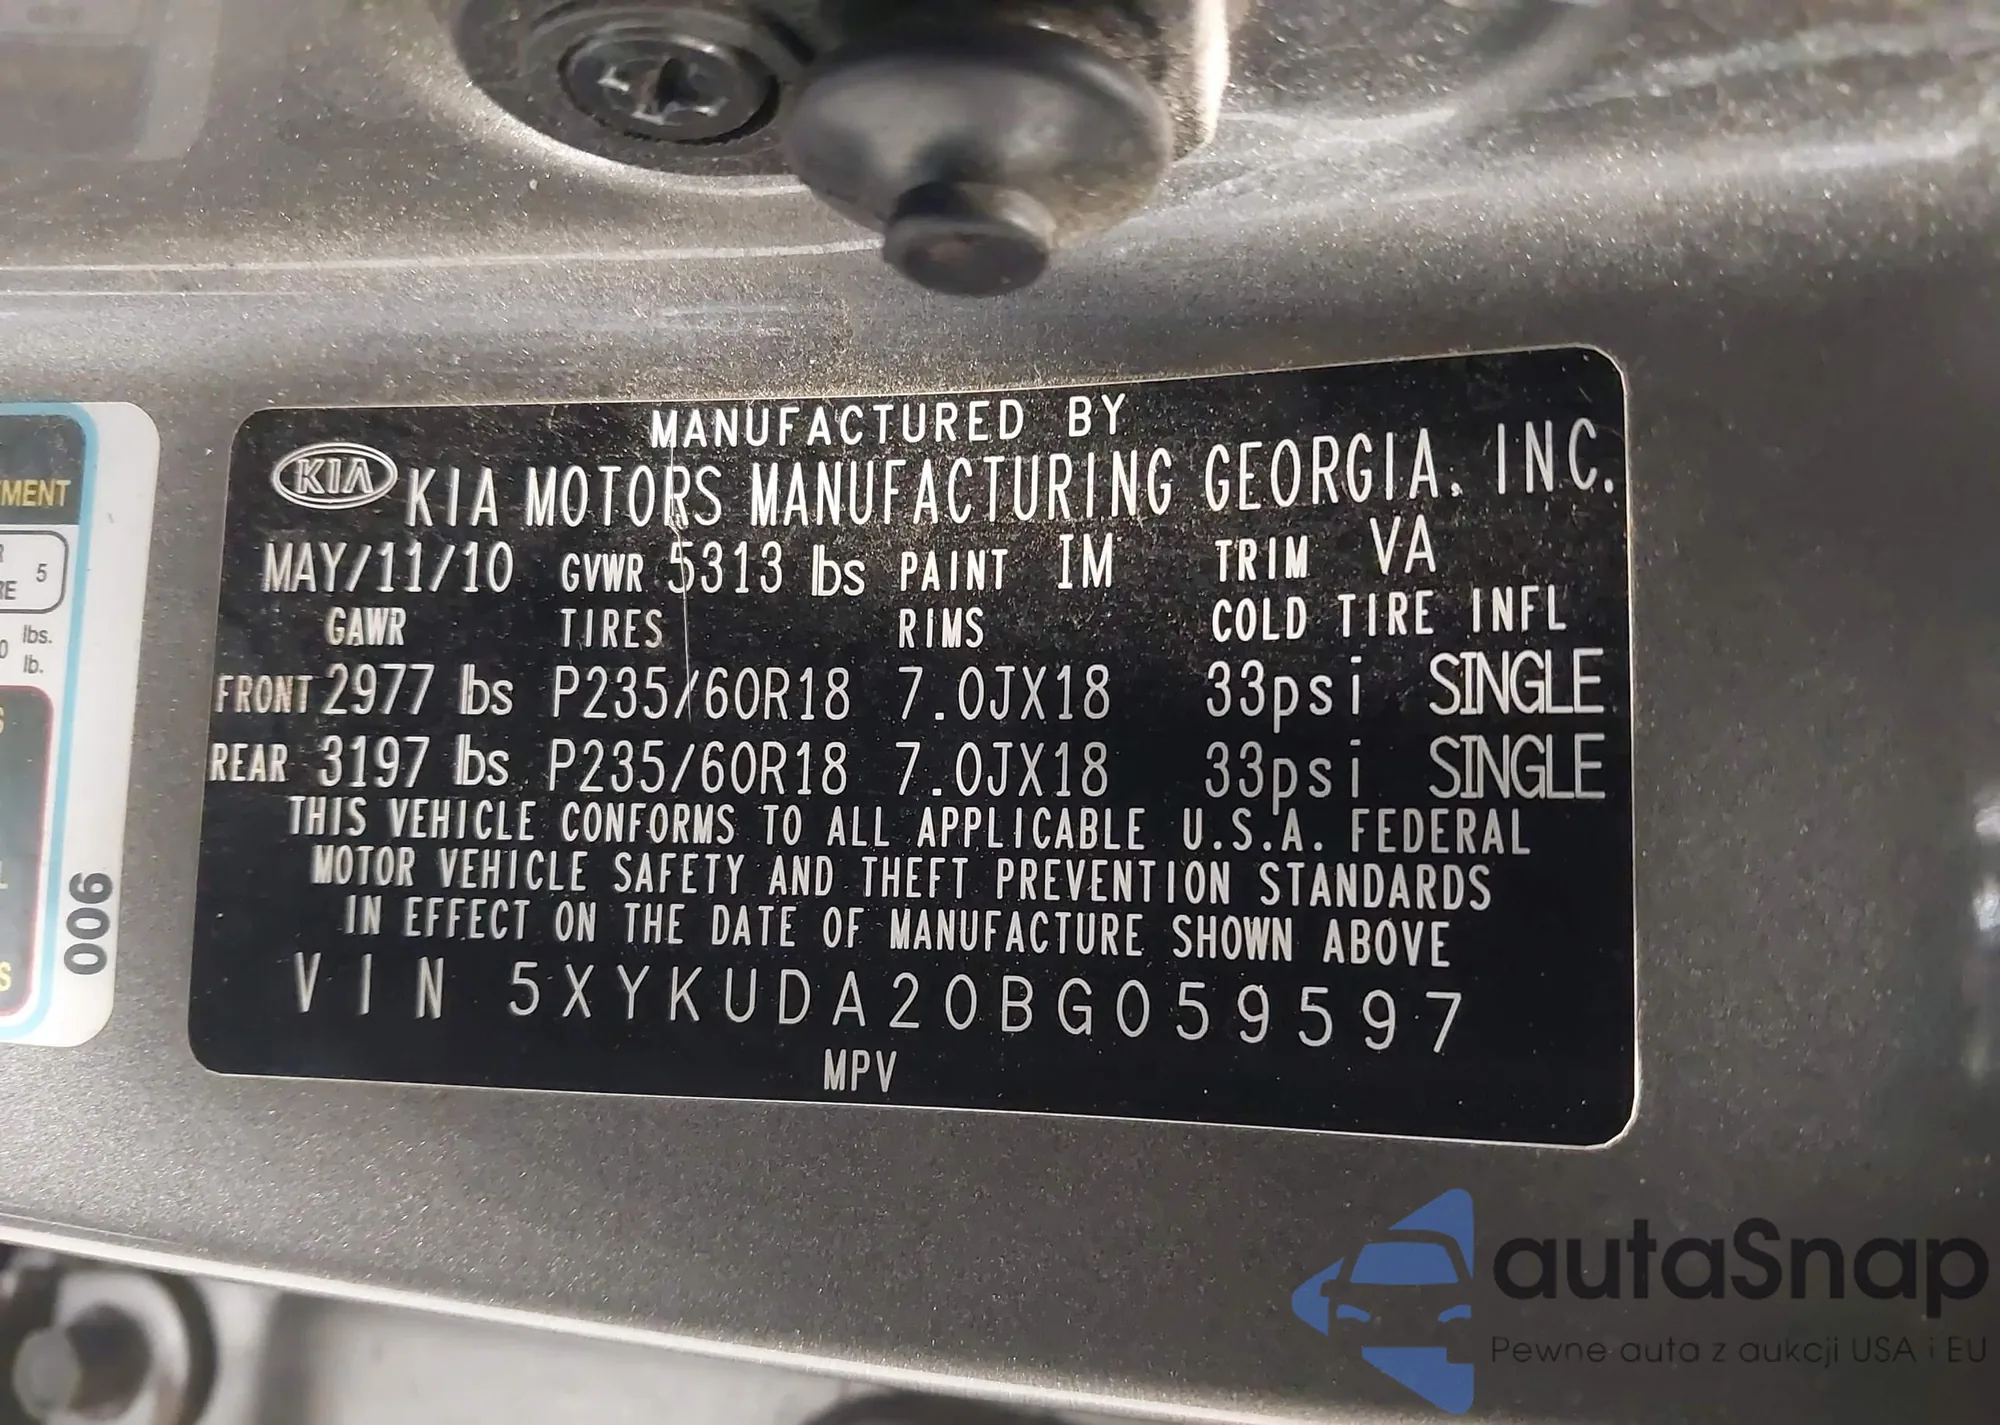 MANUFACTURED BY
KIA KIA MOTORS MANUFACTURING GEORGIA, INC.
MAY/11/10 GVWR 5313 lbs PAINT IM TRIM VA
GAWR TIRES RIMS COLD TIRE INFL
FRONT 2977 lbs P235/60R18 7.0JX18 33psi SINGLE
REAR 3197 lbs P235/60R18 7.0JX18 33psi SINGLE
THIS VEHICLE CONFORMS TO ALL APPLICABLE U.S.A. FEDERAL
MOTOR VEHICLE SAFETY AND THEFT PREVENTION STANDARDS
IN EFFECT ON THE DATE OF MANUFACTURE SHOWN ABOVE
VIN 5XYKUDA20BG059597
MPV
5
lbs.
lb.
006
autaSnap
Pewne auta z aukcji USA i EU